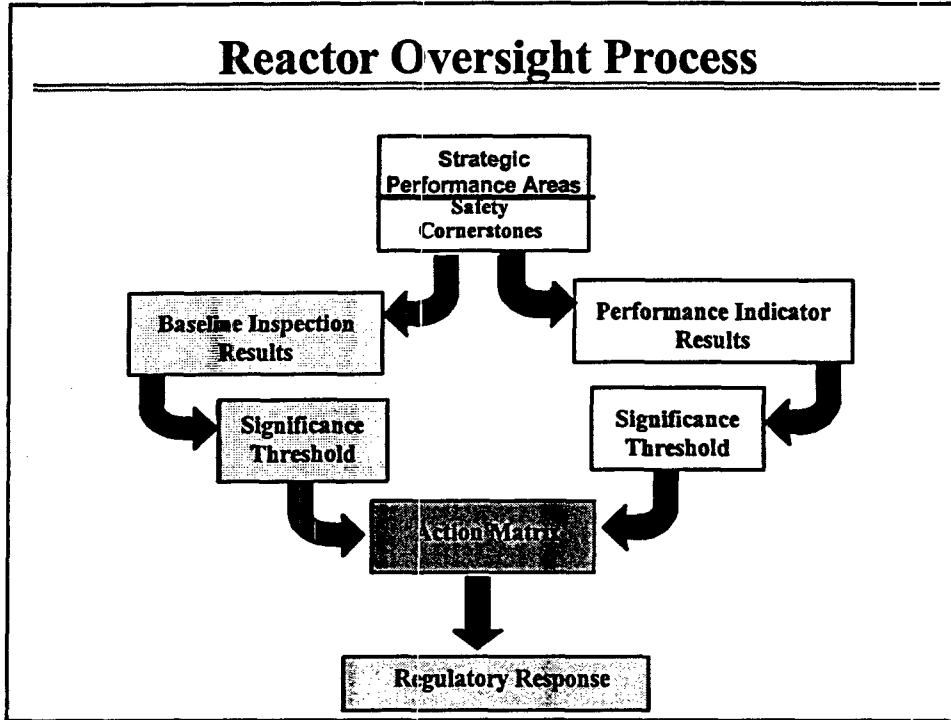 Reactor Oversight Process
Strategic
Performance Areas
Safety
Cornerstones
Baseline Inspection
Results
Performance Indicator
Results
Significance
Threshold
Significance
Threshold
Action Matrix
Regulatory Response